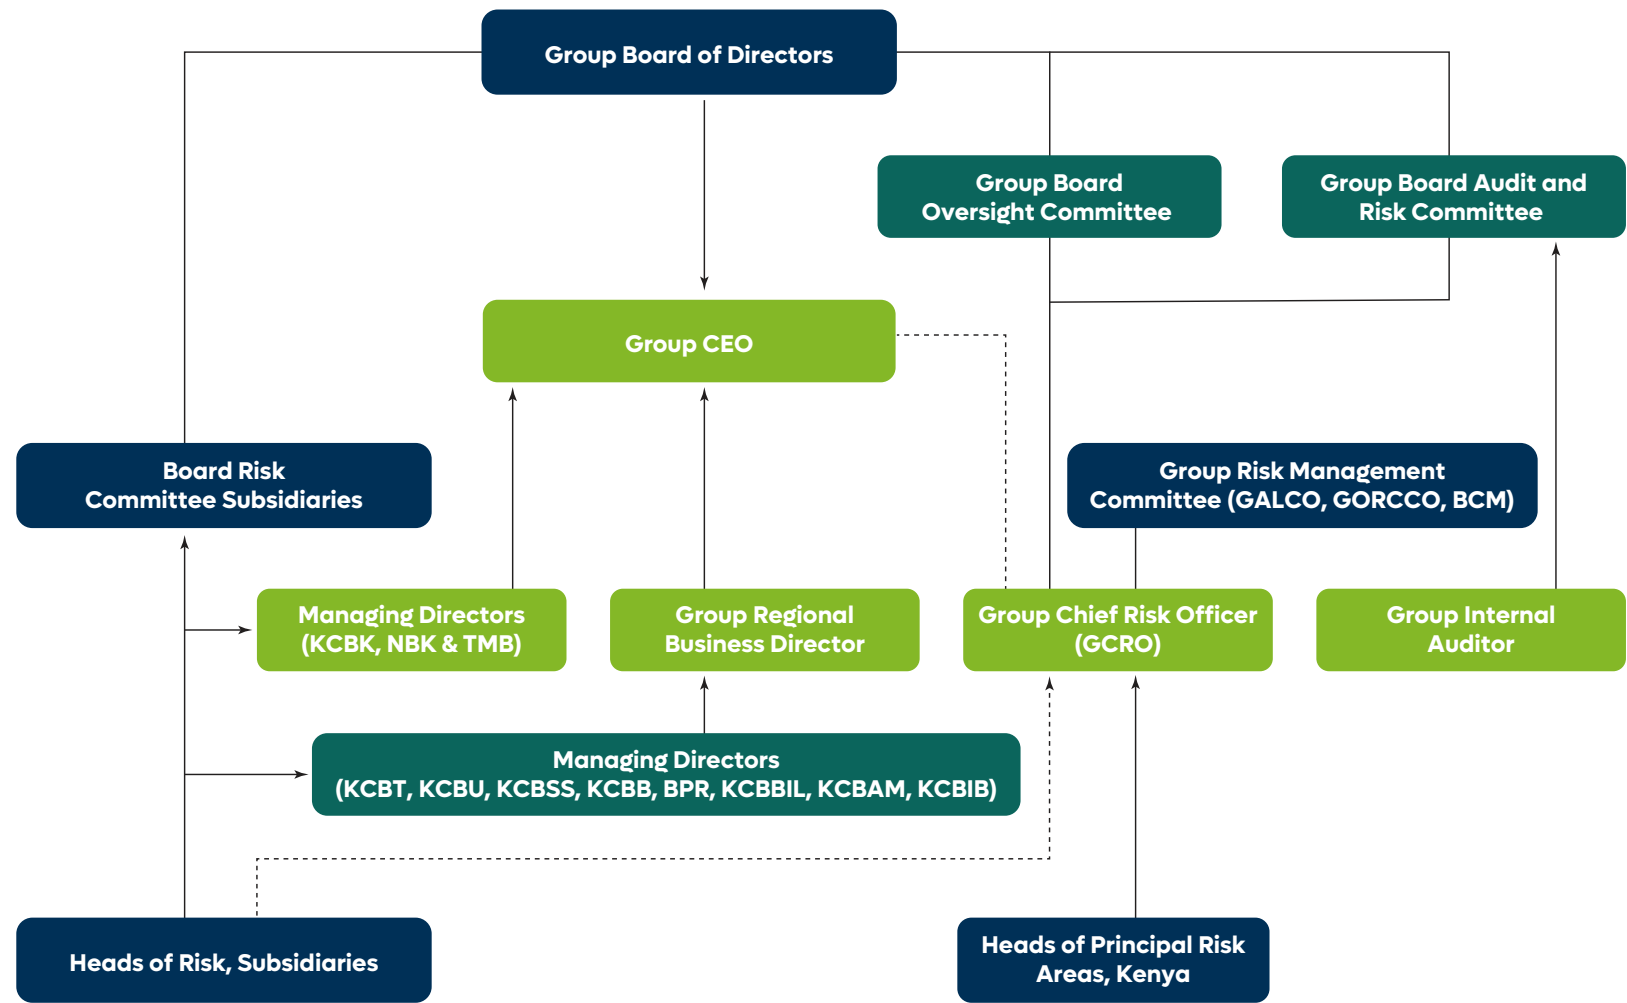 Group Board of Directors
Group Board
Oversight Committee
Group Board Audit and
Risk Committee
Group CEO
Board Risk
Committee Subsidiaries
Group Risk Management
Committee (GALCO, GORCCO, BCM)
Managing Directors
(KCBK, NBK & TMB)
Group Regional
Business Director
Group Chief Risk Officer
(GCRO)
Group Internal
Auditor
Managing Directors
(KCBT, KCBU, KCBSS, KCBB, BPR, KCBBIL, KCBAM, KCBIB)
Heads of Risk, Subsidiaries
Heads of Principal Risk
Areas, Kenya